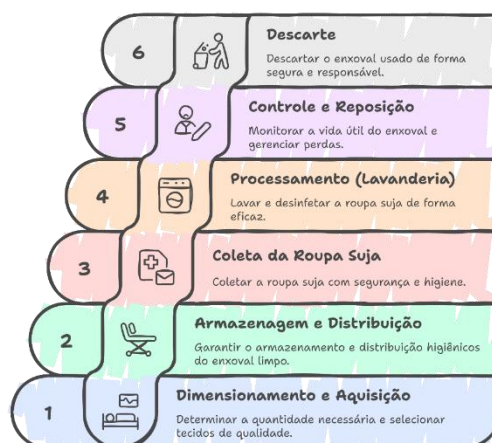 6
Descarte
Descartar o enxoval usado de forma
segura e responsável.
5
Controle e Reposição
Monitorar a vida útil do enxoval e
gerenciar perdas.
4
Processamento (Lavanderia)
Lavar e desinfetar a roupa suja de forma
eficaz.
3
Coleta da Roupa Suja
Coletar a roupa suja com segurança e higiene.
2
Armazenagem e Distribuição
Garantir o armazenamento e distribuição higiênicos
do enxoval limpo.
1
Dimensionamento e Aquisição
Determinar a quantidade necessária e selecionar
tecidos de qualidade.